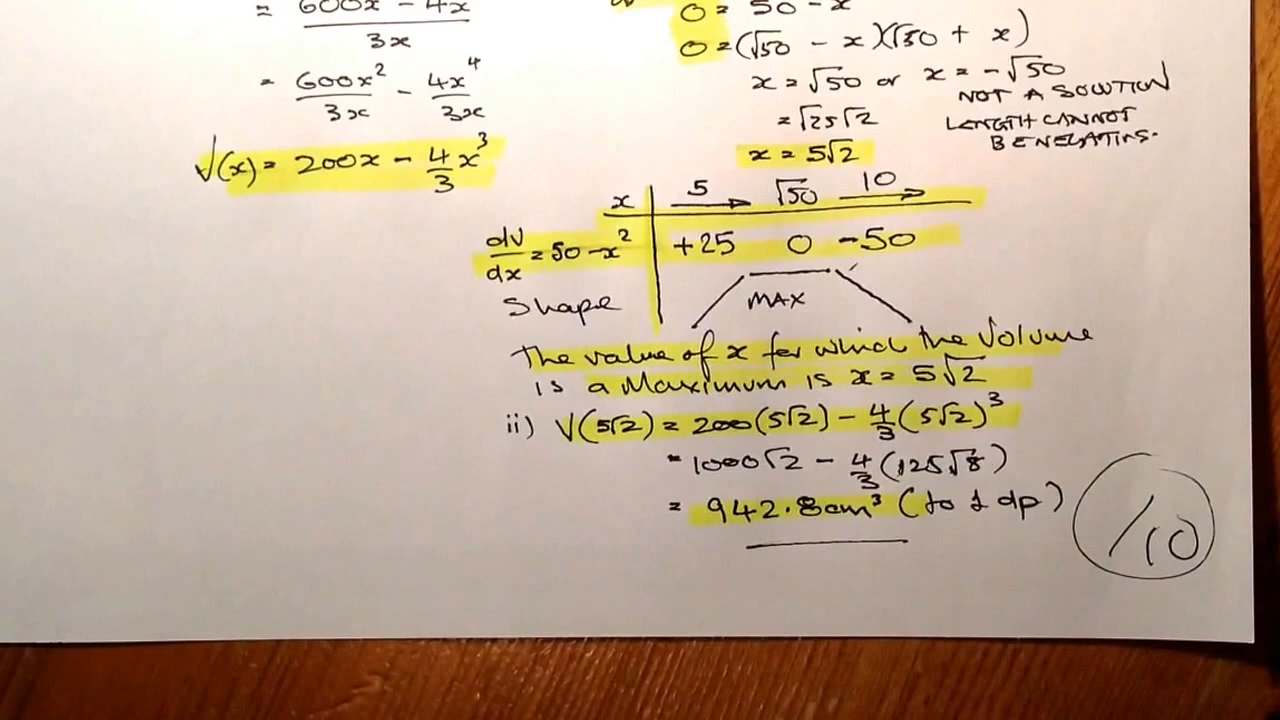 = 600x - 4x
3x
= 600x² - 4x⁴
3x 3x
V(x) = 200x - 4/3 x³
0 = 50 - x
0 = (√50 - x)(√50 + x)
x = √50 or x = -√50
NOT A SOLUTION
= √25√2
LENGTH CANNOT
BE NEGATIVE.
x = 5√2
x 5 √50 10
dV/dx = 50 - x² +25 0 -50
Shape MAX
The value of x for which the Volume
is a Maximum is x = 5√2
ii) V(5√2) = 200(5√2) - 4/3(5√2)³
= 1000√2 - 4/3(125√8)
= 942.8cm³ (to 1 dp)
/10